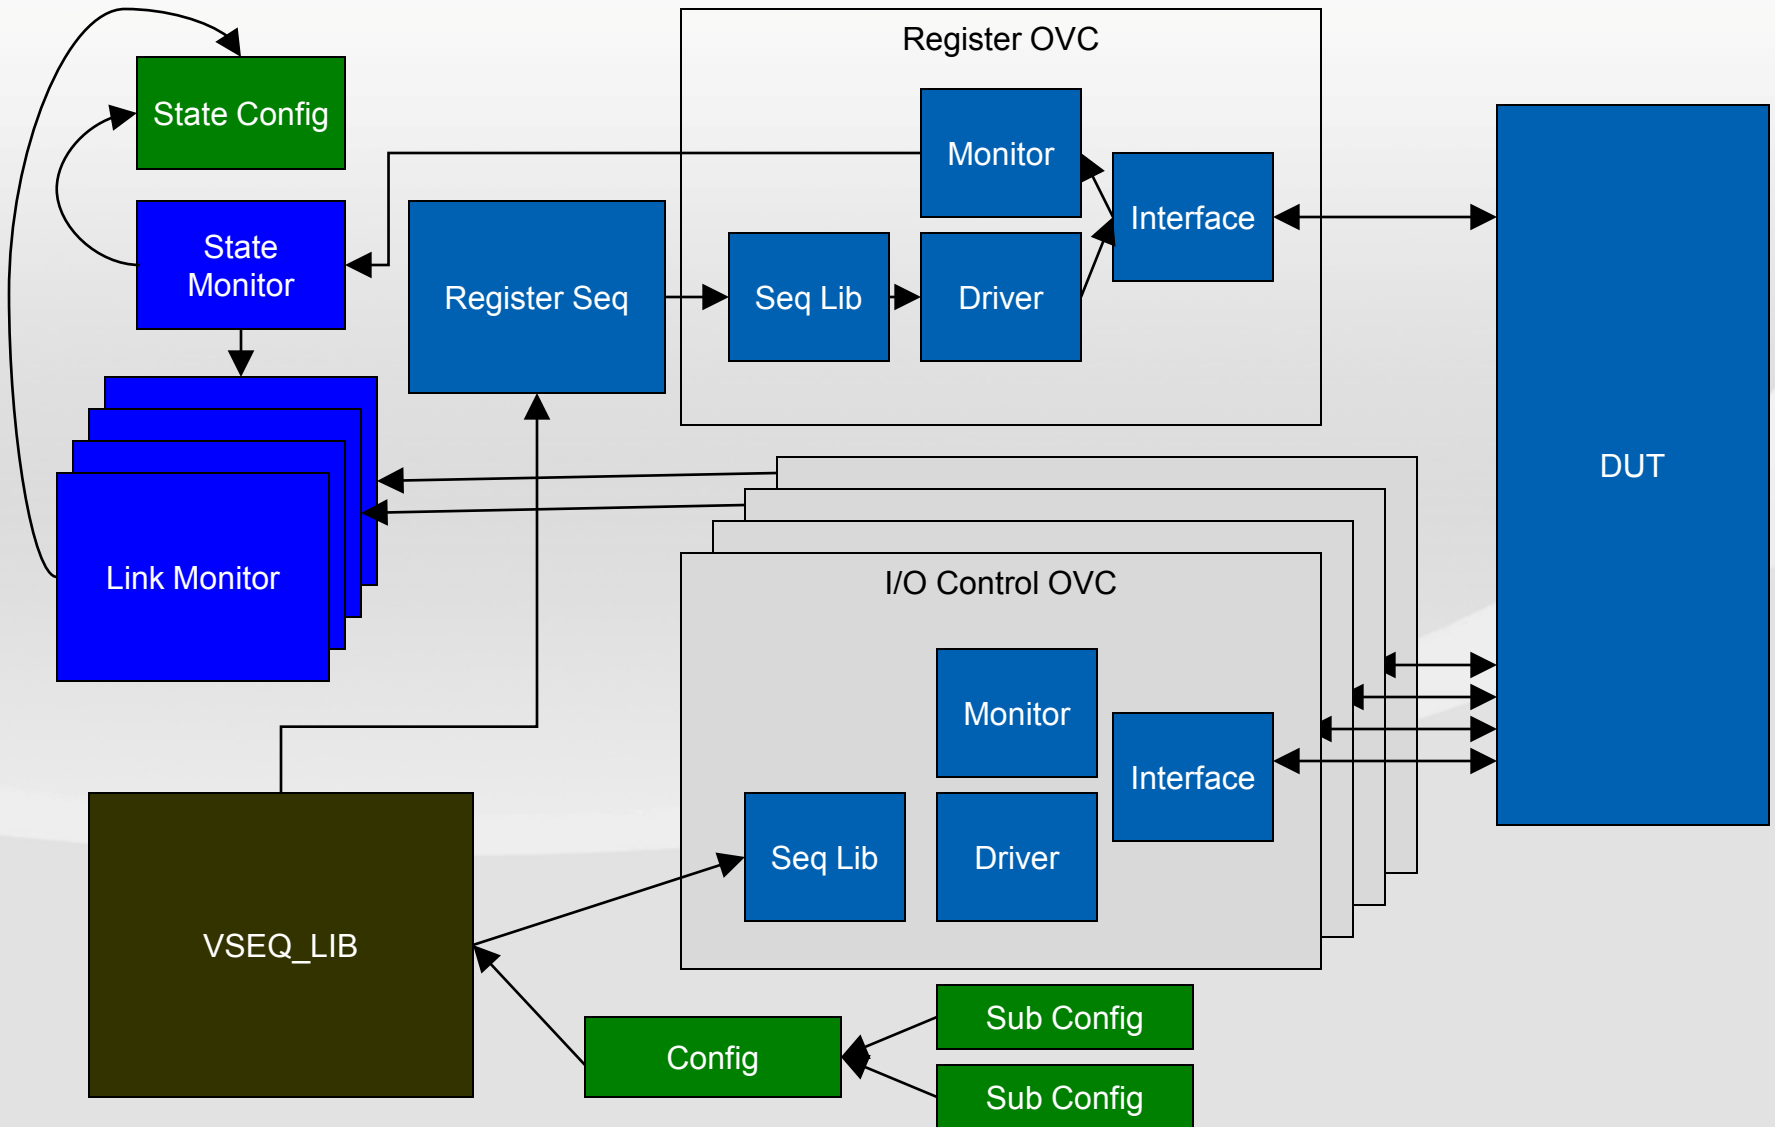 Register OVC
State Config
Monitor
Interface
State
Monitor
Register Seq
Seq Lib
Driver
DUT
Link Monitor
I/O Control OVC
Monitor
Interface
Seq Lib
Driver
VSEQ_LIB
Sub Config
Config
Sub Config